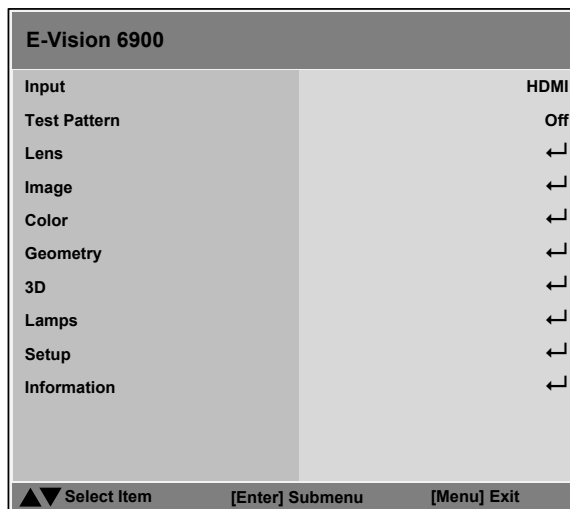 E-Vision 6900
Input HDMI
Test Pattern Off
Lens ↵
Image ↵
Color ↵
Geometry ↵
3D ↵
Lamps ↵
Setup ↵
Information ↵
▲▼ Select Item [Enter] Submenu [Menu] Exit